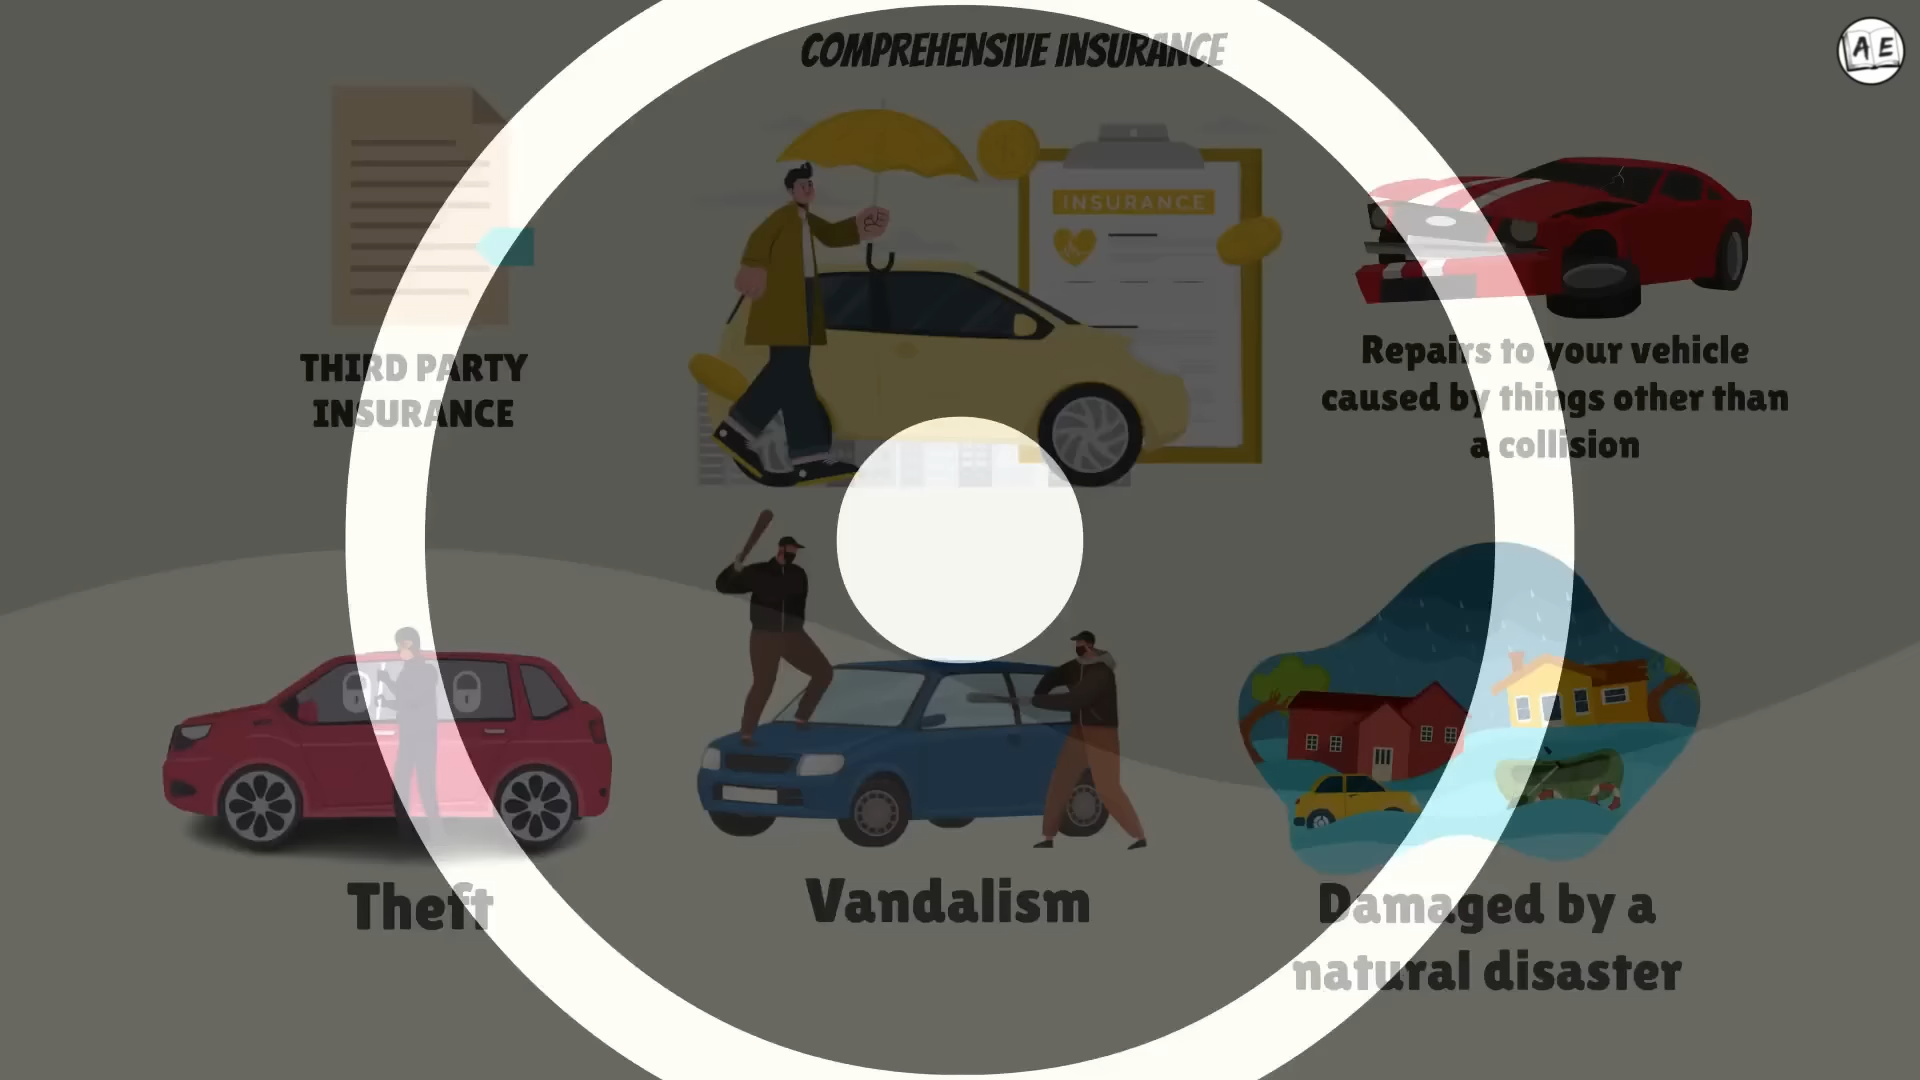 COMPREHENSIVE INSURANCE
A E
INSURANCE
THIRD PARTY
INSURANCE
Repairs to your vehicle
caused by things other than
a collision
Theft
Vandalism
Damaged by a
natural disaster